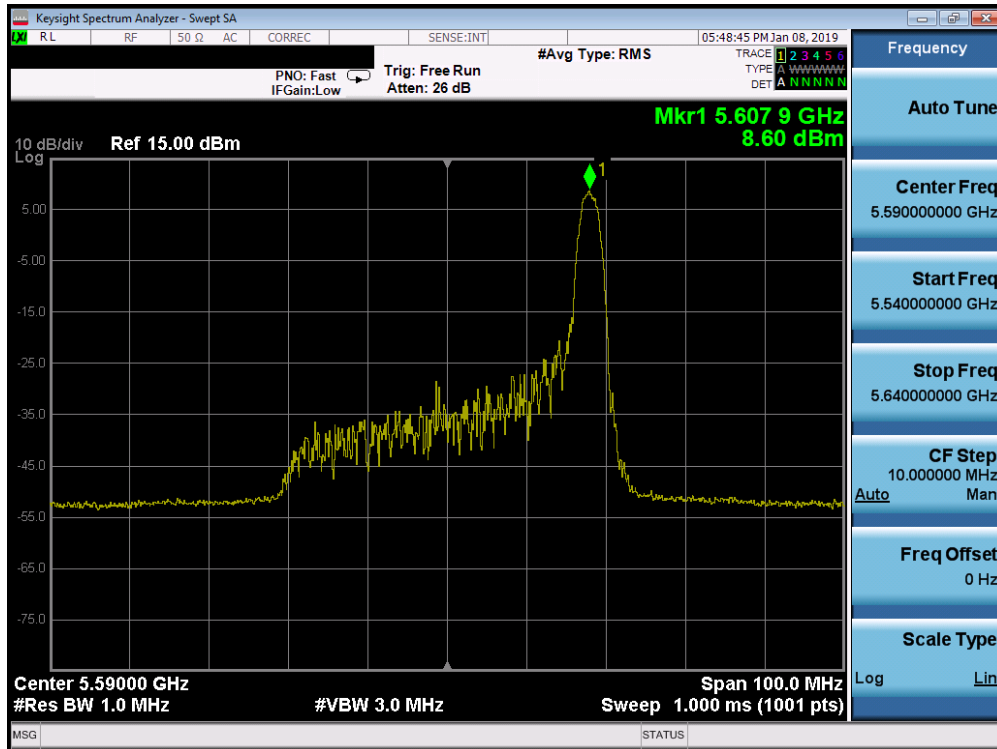 Keysight Spectrum Analyzer - Swept SA
LXI RL RF 50 Ω AC CORREC SENSE:INT 05:48:45 PM Jan 08, 2019
#Avg Type: RMS TRACE 1 2 3 4 5 6
PNO: Fast Trig: Free Run TYPE A WWWWW
IFGain:Low Atten: 26 dB DET A N N N N N
Mkr1 5.607 9 GHz
8.60 dBm
10 dB/div Ref 15.00 dBm
Log
1
5.00
-5.00
-15.0
-25.0
-35.0
-45.0
-55.0
-65.0
-75.0
Center 5.59000 GHz Span 100.0 MHz
#Res BW 1.0 MHz #VBW 3.0 MHz Sweep 1.000 ms (1001 pts)
MSG STATUS
Frequency
Auto Tune
Center Freq
5.590000000 GHz
Start Freq
5.540000000 GHz
Stop Freq
5.640000000 GHz
CF Step
10.000000 MHz
Auto Man
Freq Offset
0 Hz
Scale Type
Log Lin